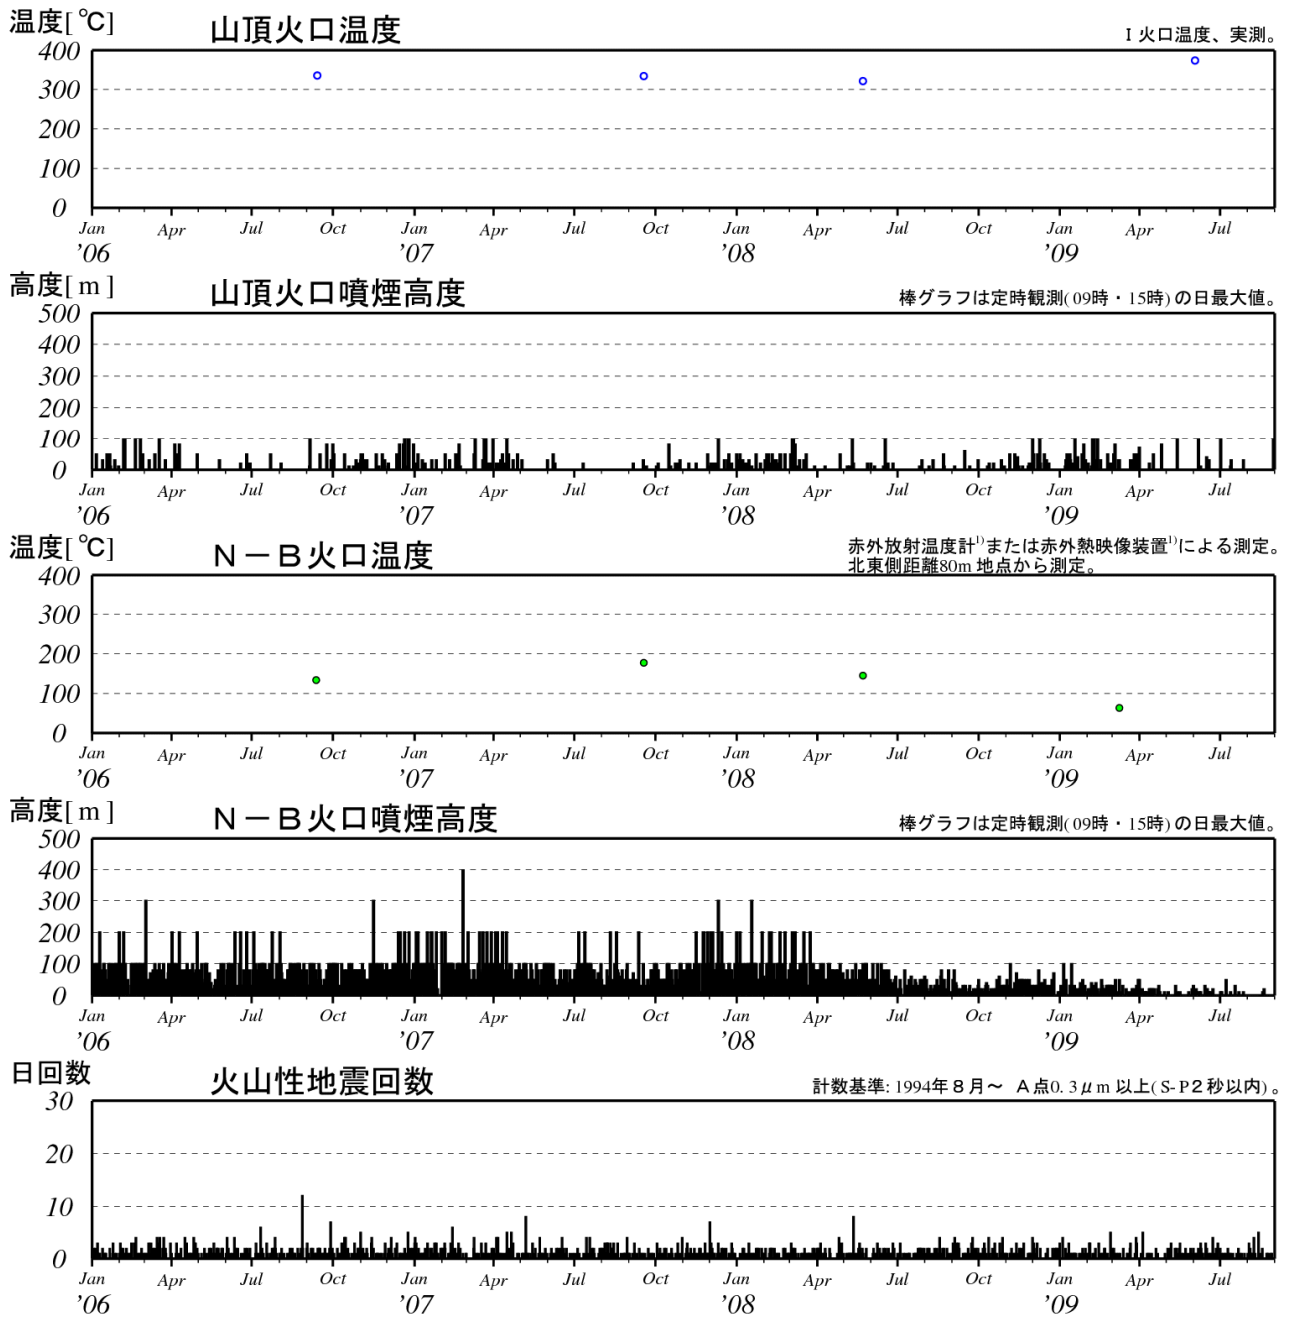 温度[℃] 山頂火口温度 I 火口温度、実測。
400
300
200
100
0
Jan Apr Jul Oct Jan Apr Jul Oct Jan Apr Jul Oct Jan Apr Jul
'06 '07 '08 '09
高度[m] 山頂火口噴煙高度 棒グラフは定時観測(09時・15時)の日最大値。
500
400
300
200
100
0
Jan Apr Jul Oct Jan Apr Jul Oct Jan Apr Jul Oct Jan Apr Jul
'06 '07 '08 '09
温度[℃] N－B火口温度 赤外放射温度計1)または赤外熱映像装置1)による測定。
北東側距離80m 地点から測定。
400
300
200
100
0
Jan Apr Jul Oct Jan Apr Jul Oct Jan Apr Jul Oct Jan Apr Jul
'06 '07 '08 '09
高度[m] N－B火口噴煙高度 棒グラフは定時観測(09時・15時)の日最大値。
500
400
300
200
100
0
Jan Apr Jul Oct Jan Apr Jul Oct Jan Apr Jul Oct Jan Apr Jul
'06 '07 '08 '09
日回数 火山性地震回数 計数基準: 1994年8月～ A点0.3μm 以上(S-P2秒以内)。
30
20
10
0
Jan Apr Jul Oct Jan Apr Jul Oct Jan Apr Jul Oct Jan Apr Jul
'06 '07 '08 '09